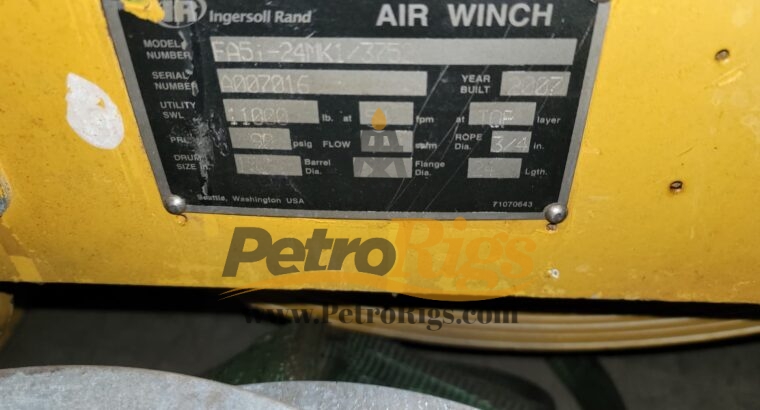 IR Ingersoll Rand AIR WINCH
MODEL NUMBER FA5i-24MK1/375
SERIAL NUMBER A007016 YEAR BUILT 2007
UTILITY SWL 11000 lb. at fpm at TOP layer
psig FLOW ROPE Dia. 3/4 in.
DRUM SIZE Barrel Dia. Flange Dia. Lgth.
Seattle, Washington USA 71070643
PetroRigs
www.PetroRigs.com